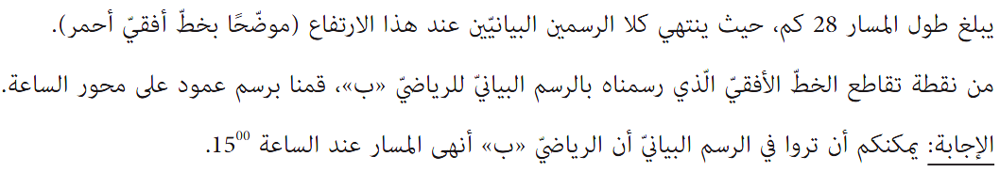 يبلغ طول المسار 28 كم، حيث ينتهي كلا الرسمين البيانيّين عند هذا الارتفاع (موضّحًا بخطّ أفقيّ أحمر).
من نقطة تقاطع الخطّ الأفقيّ الّذي رسمناه بالرسم البيانيّ للرياضيّ «ب»، قمنا برسم عمود على محور الساعة.
الإجابة: يمكنكم أن تروا في الرسم البيانيّ أن الرياضيّ «ب» أنهى المسار عند الساعة 15⁰⁰.